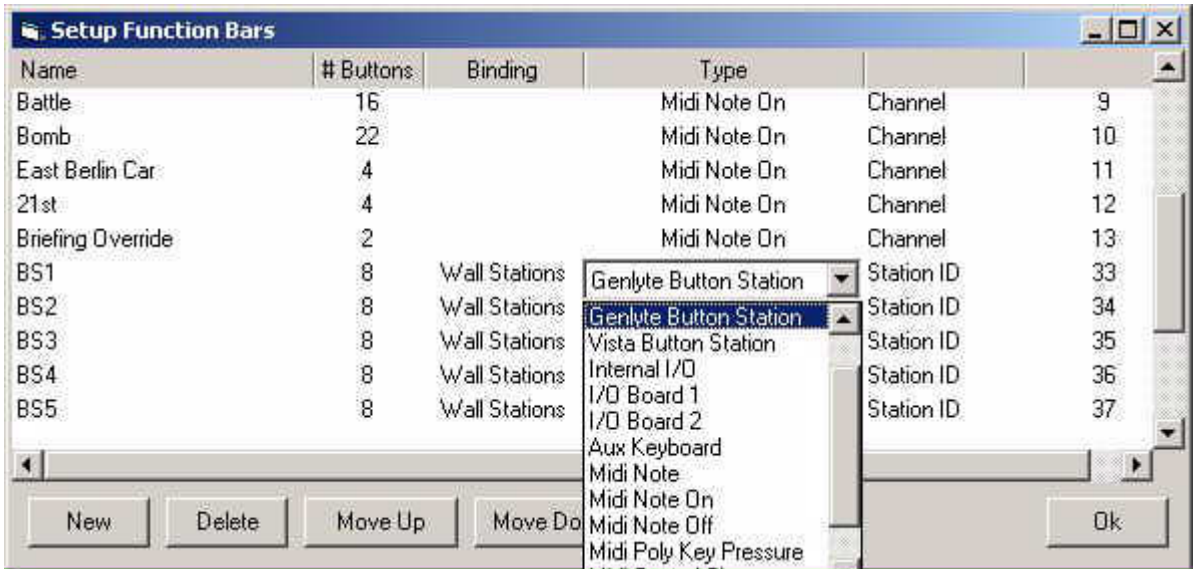 Setup Function Bars
Name # Buttons Binding Type
Battle 16 Midi Note On Channel 9
Bomb 22 Midi Note On Channel 10
East Berlin Car 4 Midi Note On Channel 11
21st 4 Midi Note On Channel 12
Briefing Override 2 Midi Note On Channel 13
BS1 8 Wall Stations Genlyte Button Station Station ID 33
BS2 8 Wall Stations Genlyte Button Station Station ID 34
BS3 8 Wall Stations Vista Button Station Station ID 35
BS4 8 Wall Stations Internal I/O Station ID 36
BS5 8 Wall Stations I/O Board 1 Station ID 37
I/O Board 2
Aux Keyboard
Midi Note
Midi Note On
New Delete Move Up Move Do Midi Note Off Ok
Midi Poly Key Pressure